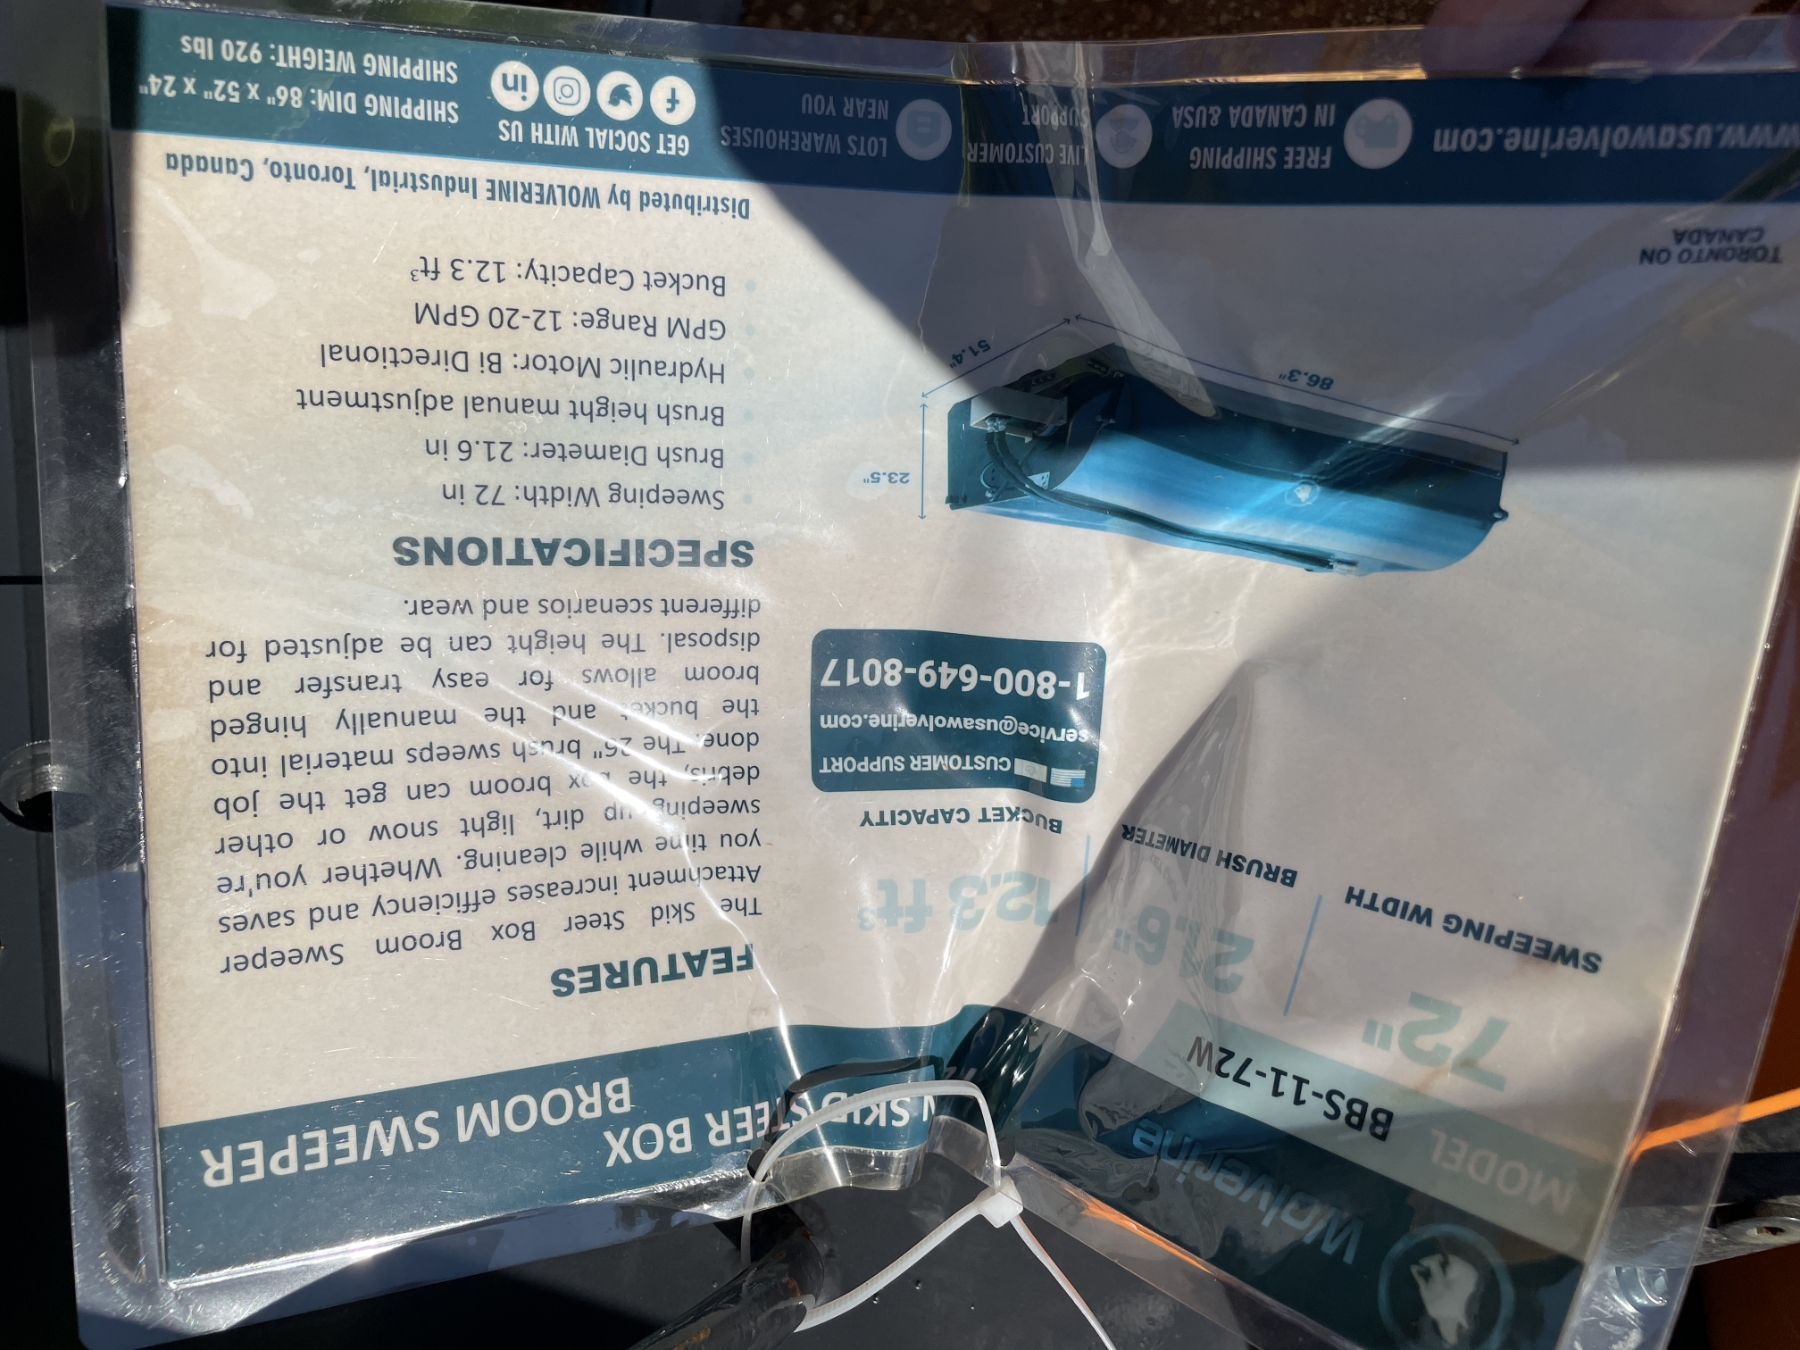 Wolverine
MODEL
BBS-11-72W
72"
SWEEPING WIDTH
21.6"
BRUSH DIAMETER
12.3 ft³
BUCKET CAPACITY
CUSTOMER SUPPORT
service@usawolverine.com
1-800-649-8017
23.5"
51.4"
86.3"
TORONTO ON
CANADA
www.usawolverine.com
FREE SHIPPING
IN CANADA & USA
LIVE CUSTOMER
SUPPORT
LOTS WAREHOUSES
NEAR YOU
SKID STEER BOX
BROOM SWEEPER
FEATURES
The Skid Steer Box Broom Sweeper
Attachment increases efficiency and saves
you time while cleaning. Whether you're
sweeping up dirt, light snow or other
debris, the box broom can get the job
done. The 26" brush sweeps material into
the bucket and the manually hinged
broom allows for easy transfer and
disposal. The height can be adjusted for
different scenarios and wear.
SPECIFICATIONS
Sweeping Width: 72 in
Brush Diameter: 21.6 in
Brush height manual adjustment
Hydraulic Motor: Bi Directional
GPM Range: 12-20 GPM
Bucket Capacity: 12.3 ft³
Distributed by WOLVERINE Industrial, Toronto, Canada
GET SOCIAL WITH US
SHIPPING DIM: 86" x 52" x 24"
SHIPPING WEIGHT: 920 lbs